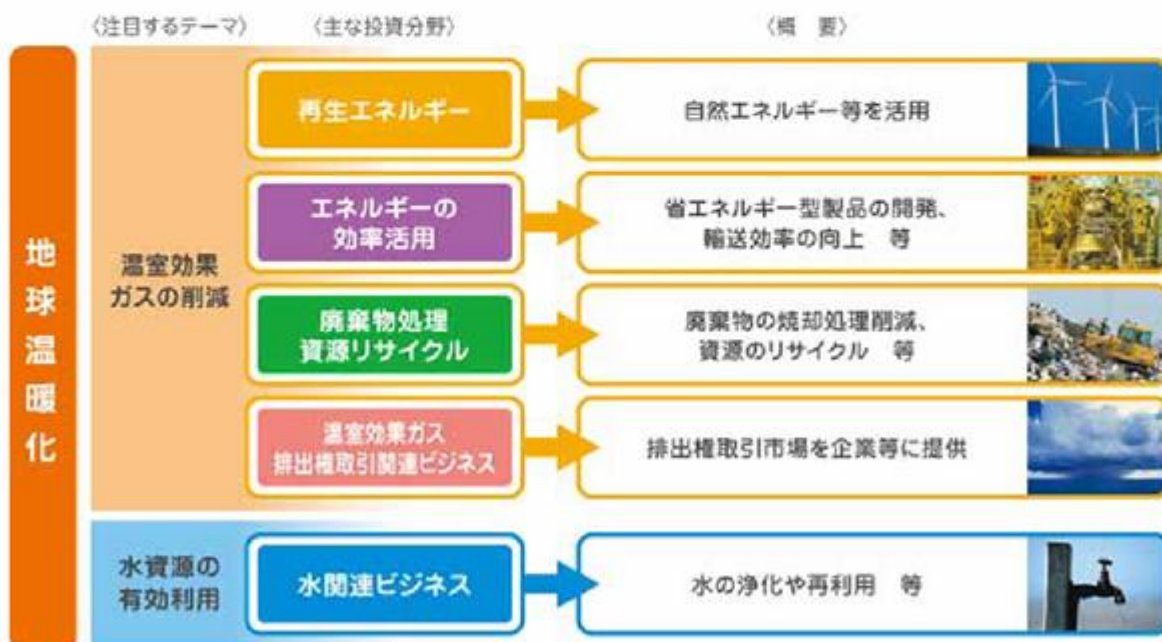 〈注目するテーマ〉
〈主な投資分野〉
〈概　要〉
地球温暖化
温室効果
ガスの削減
再生エネルギー
自然エネルギー等を活用
エネルギーの
効率活用
省エネルギー型製品の開発、
輸送効率の向上　等
廃棄物処理
資源リサイクル
廃棄物の焼却処理削減、
資源のリサイクル　等
温室効果ガス
排出権取引関連ビジネス
排出権取引市場を企業等に提供
水資源の
有効利用
水関連ビジネス
水の浄化や再利用　等